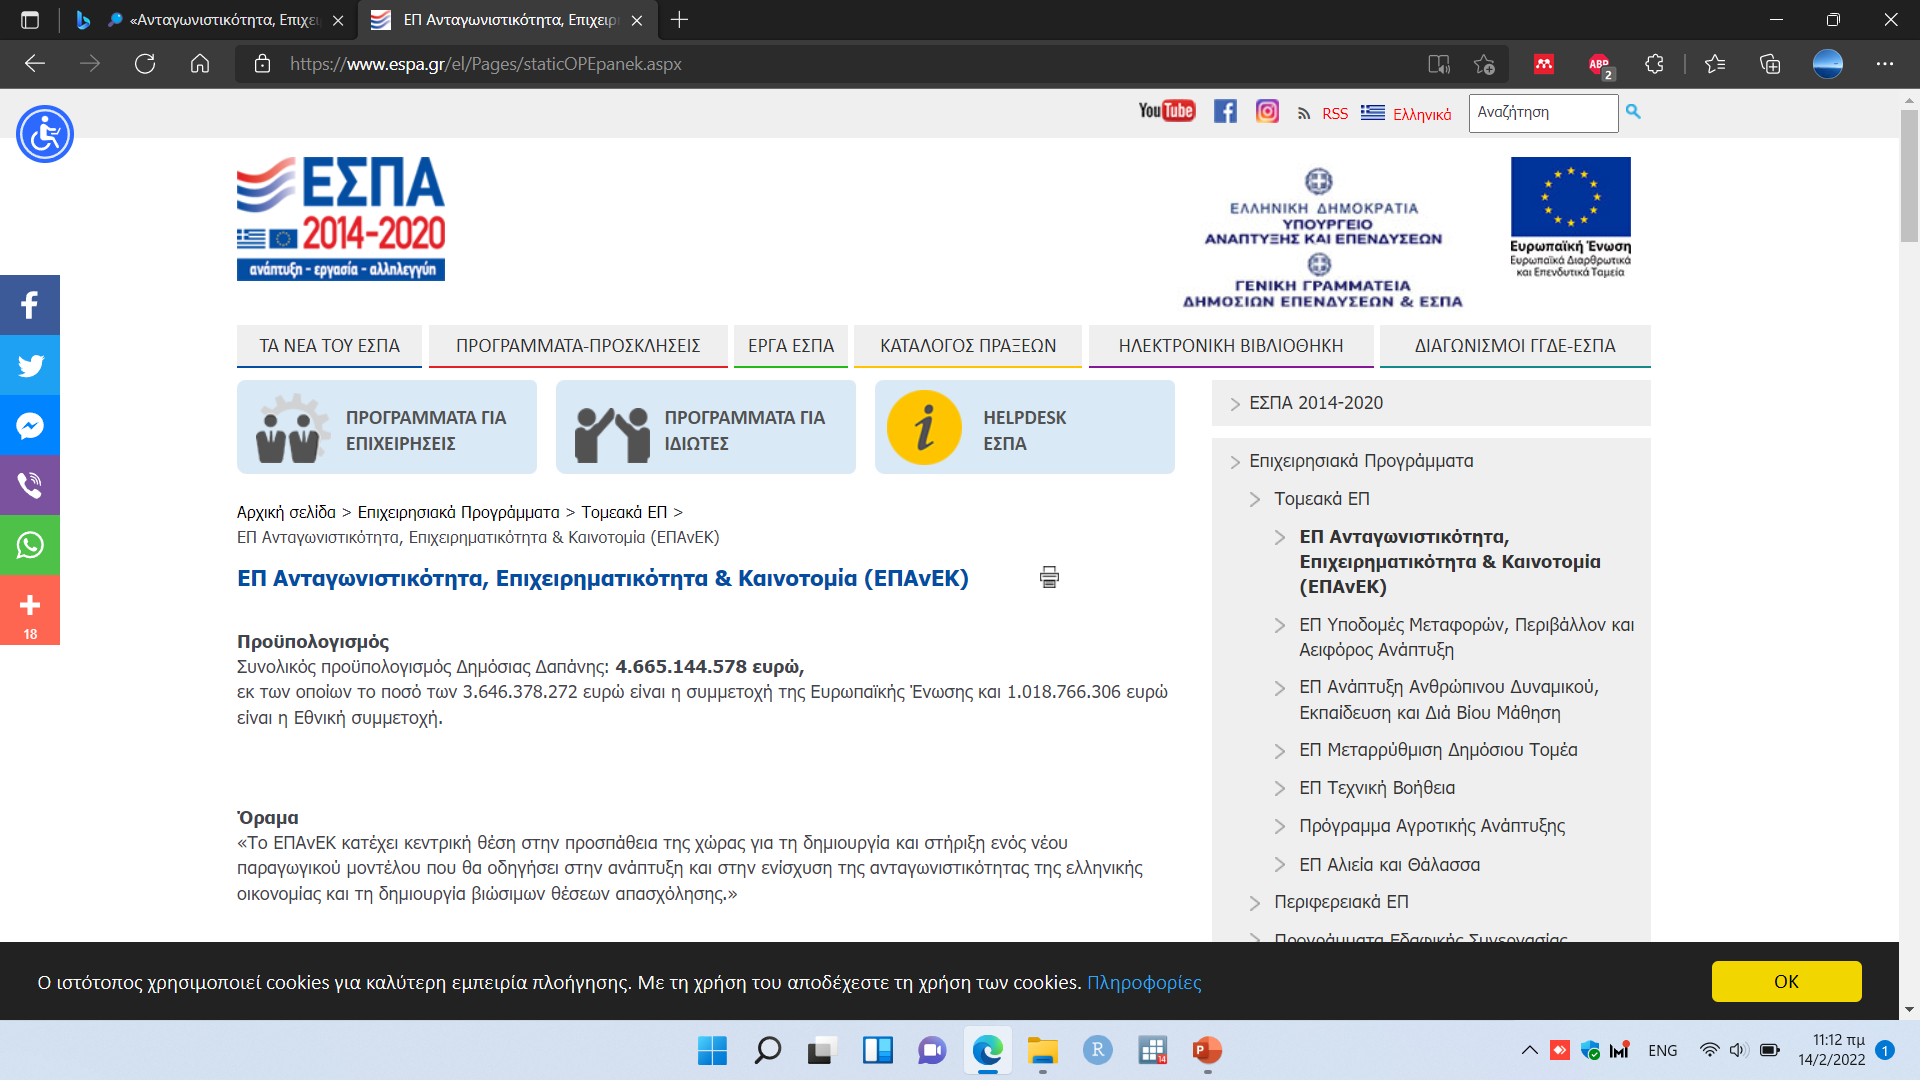 «Ανταγωνιστικότητα, Επιχει
ΕΠ Ανταγωνιστικότητα, Επιχειρη
https://www.espa.gr/el/Pages/staticOPEpanek.aspx
ABP
2
YouTube
RSS
Ελληνικά
Αναζήτηση
ΕΣΠΑ
2014-2020
ανάπτυξη - εργασία - αλληλεγγύη
ΕΛΛΗΝΙΚΗ ΔΗΜΟΚΡΑΤΙΑ
ΥΠΟΥΡΓΕΙΟ
ΑΝΑΠΤΥΞΗΣ ΚΑΙ ΕΠΕΝΔΥΣΕΩΝ
ΓΕΝΙΚΗ ΓΡΑΜΜΑΤΕΙΑ
ΔΗΜΟΣΙΩΝ ΕΠΕΝΔΥΣΕΩΝ & ΕΣΠΑ
Ευρωπαϊκή Ένωση
Ευρωπαϊκά Διαρθρωτικά
και Επενδυτικά Ταμεία
ΤΑ ΝΕΑ ΤΟΥ ΕΣΠΑ
ΠΡΟΓΡΑΜΜΑΤΑ-ΠΡΟΣΚΛΗΣΕΙΣ
ΕΡΓΑ ΕΣΠΑ
ΚΑΤΑΛΟΓΟΣ ΠΡΑΞΕΩΝ
ΗΛΕΚΤΡΟΝΙΚΗ ΒΙΒΛΙΟΘΗΚΗ
ΔΙΑΓΩΝΙΣΜΟΙ ΓΓΔΕ-ΕΣΠΑ
ΠΡΟΓΡΑΜΜΑΤΑ ΓΙΑ
ΕΠΙΧΕΙΡΗΣΕΙΣ
ΠΡΟΓΡΑΜΜΑΤΑ ΓΙΑ
ΙΔΙΩΤΕΣ
HELPDESK
ΕΣΠΑ
18
Αρχική σελίδα > Επιχειρησιακά Προγράμματα > Τομεακά ΕΠ >
ΕΠ Ανταγωνιστικότητα, Επιχειρηματικότητα & Καινοτομία (ΕΠΑνΕΚ)
ΕΠ Ανταγωνιστικότητα, Επιχειρηματικότητα & Καινοτομία (ΕΠΑνΕΚ)
Προϋπολογισμός
Συνολικός προϋπολογισμός Δημόσιας Δαπάνης: 4.665.144.578 ευρώ,
εκ των οποίων το ποσό των 3.646.378.272 ευρώ είναι η συμμετοχή της Ευρωπαϊκής Ένωσης και 1.018.766.306 ευρώ
είναι η Εθνική συμμετοχή.
Όραμα
«Το ΕΠΑνΕΚ κατέχει κεντρική θέση στην προσπάθεια της χώρας για τη δημιουργία και στήριξη ενός νέου
παραγωγικού μοντέλου που θα οδηγήσει στην ανάπτυξη και στην ενίσχυση της ανταγωνιστικότητας της ελληνικής
οικονομίας και τη δημιουργία βιώσιμων θέσεων απασχόλησης.»
ΕΣΠΑ 2014-2020
Επιχειρησιακά Προγράμματα
Τομεακά ΕΠ
ΕΠ Ανταγωνιστικότητα,
Επιχειρηματικότητα & Καινοτομία
(ΕΠΑνΕΚ)
ΕΠ Υποδομές Μεταφορών, Περιβάλλον και
Αειφόρος Ανάπτυξη
ΕΠ Ανάπτυξη Ανθρώπινου Δυναμικού,
Εκπαίδευση και Διά Βίου Μάθηση
ΕΠ Μεταρρύθμιση Δημόσιου Τομέα
ΕΠ Τεχνική Βοήθεια
Πρόγραμμα Αγροτικής Ανάπτυξης
ΕΠ Αλιεία και Θάλασσα
Περιφερειακά ΕΠ
Προγράμματα Εδαφικής Συνεργασίας
Ο ιστότοπος χρησιμοποιεί cookies για καλύτερη εμπειρία πλοήγησης. Με τη χρήση του αποδέχεστε τη χρήση των cookies. Πληροφορίες
OK
R
14
P
ENG
11:12 πμ
14/2/2022
1